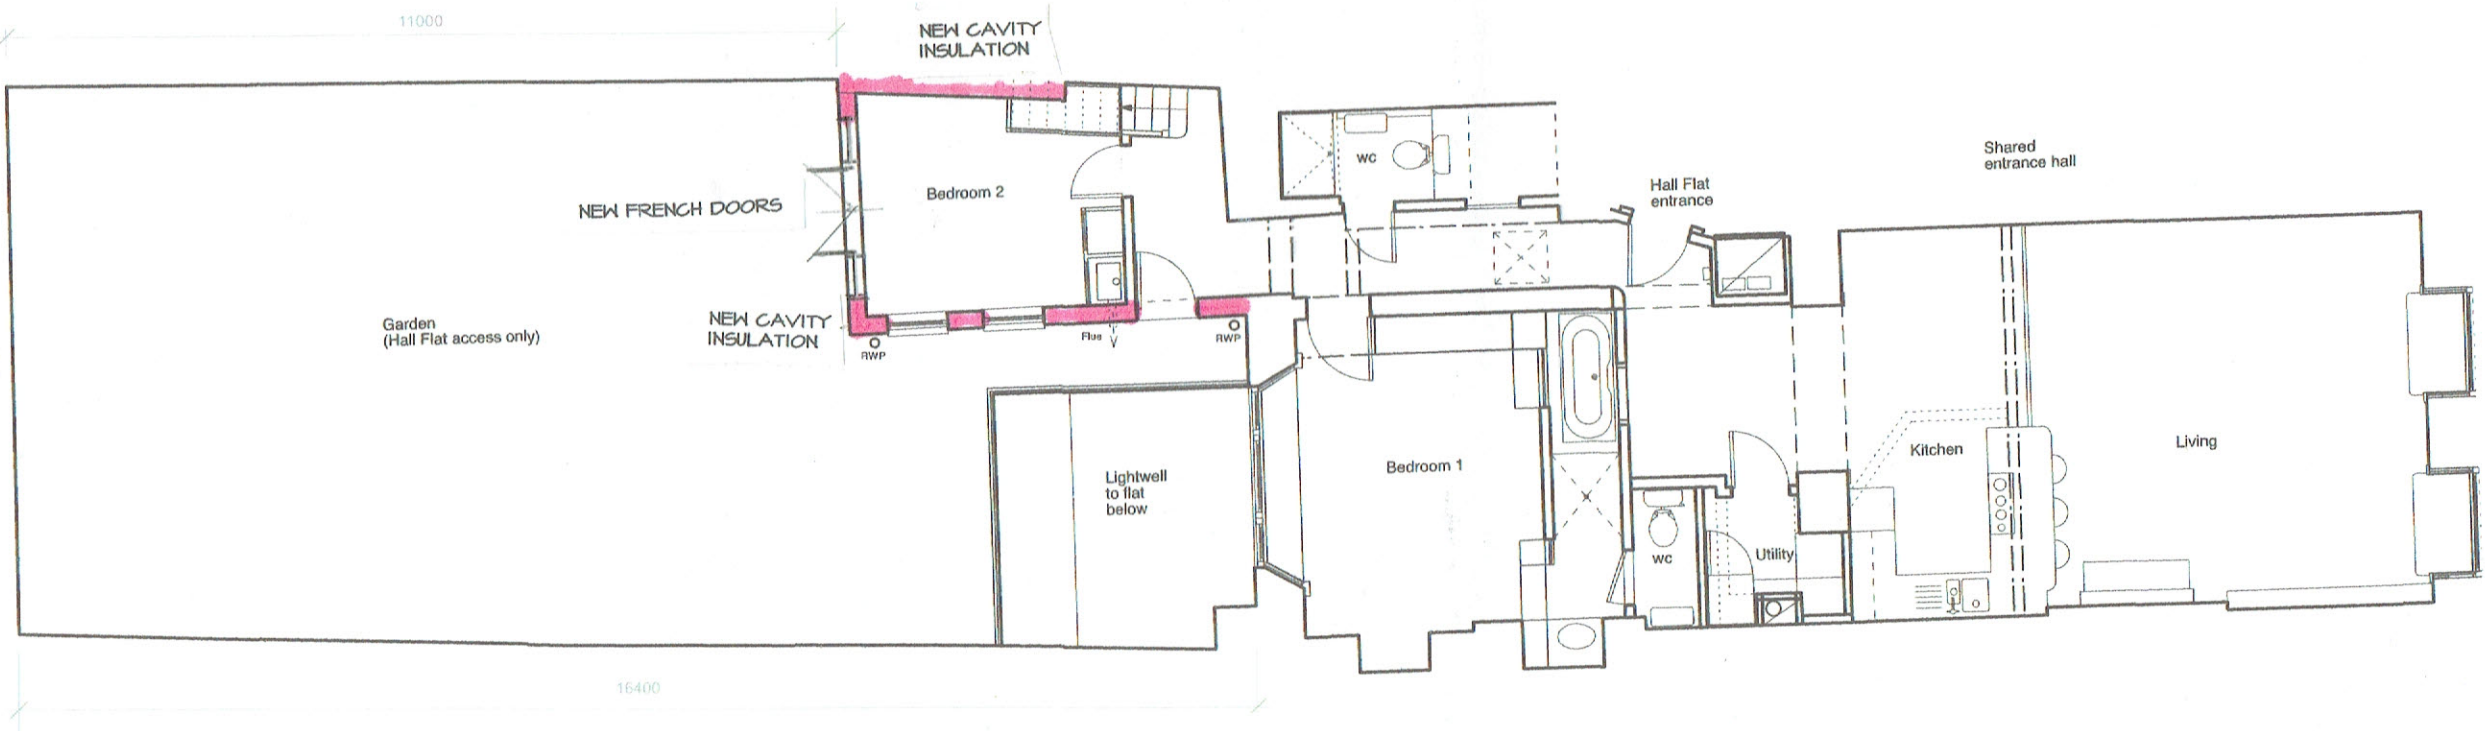 11000
NEW CAVITY
INSULATION
Shared
entrance hall
WC
Hall Flat
entrance
Bedroom 2
NEW FRENCH DOORS
Garden
(Hall Flat access only)
NEW CAVITY
INSULATION
RWP
Flue
RWP
Kitchen
Living
Bedroom 1
Lightwell
to flat
below
WC
Utility
16400